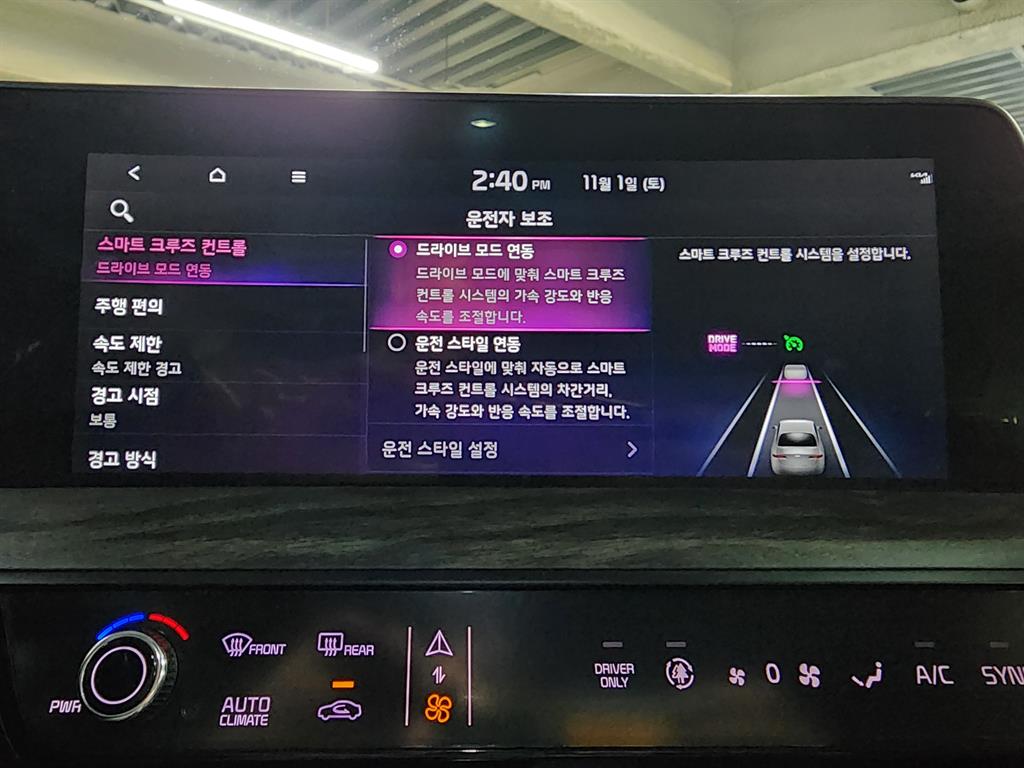 2:40 PM 11월 1일 (토)
운전자 보조
스마트 크루즈 컨트롤
드라이브 모드 연동
주행 편의
속도 제한
속도 제한 경고
경고 시점
보통
경고 방식
드라이브 모드 연동
드라이브 모드에 맞춰 스마트 크루즈
컨트롤 시스템의 가속 강도와 반응
속도를 조절합니다.
운전 스타일 연동
운전 스타일에 맞춰 자동으로 스마트
크루즈 컨트롤 시스템의 차간거리,
가속 강도와 반응 속도를 조절합니다.
운전 스타일 설정
스마트 크루즈 컨트롤 시스템을 설정합니다.
DRIVE
MODE
PWR
FRONT
REAR
AUTO
CLIMATE
DRIVER
ONLY
0
A/C
SYN